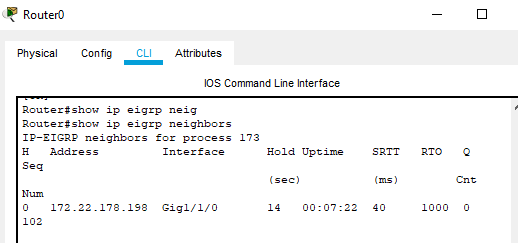 Router0
Physical Config CLI Attributes
IOS Command Line Interface
Router#show ip eigrp neig
Router#show ip eigrp neighbors
IP-EIGRP neighbors for process 173
H Address Interface Hold Uptime SRTT RTO Q
Seq
(sec) (ms) Cnt
Num
0 172.22.178.198 Gig1/1/0 14 00:07:22 40 1000 0
102